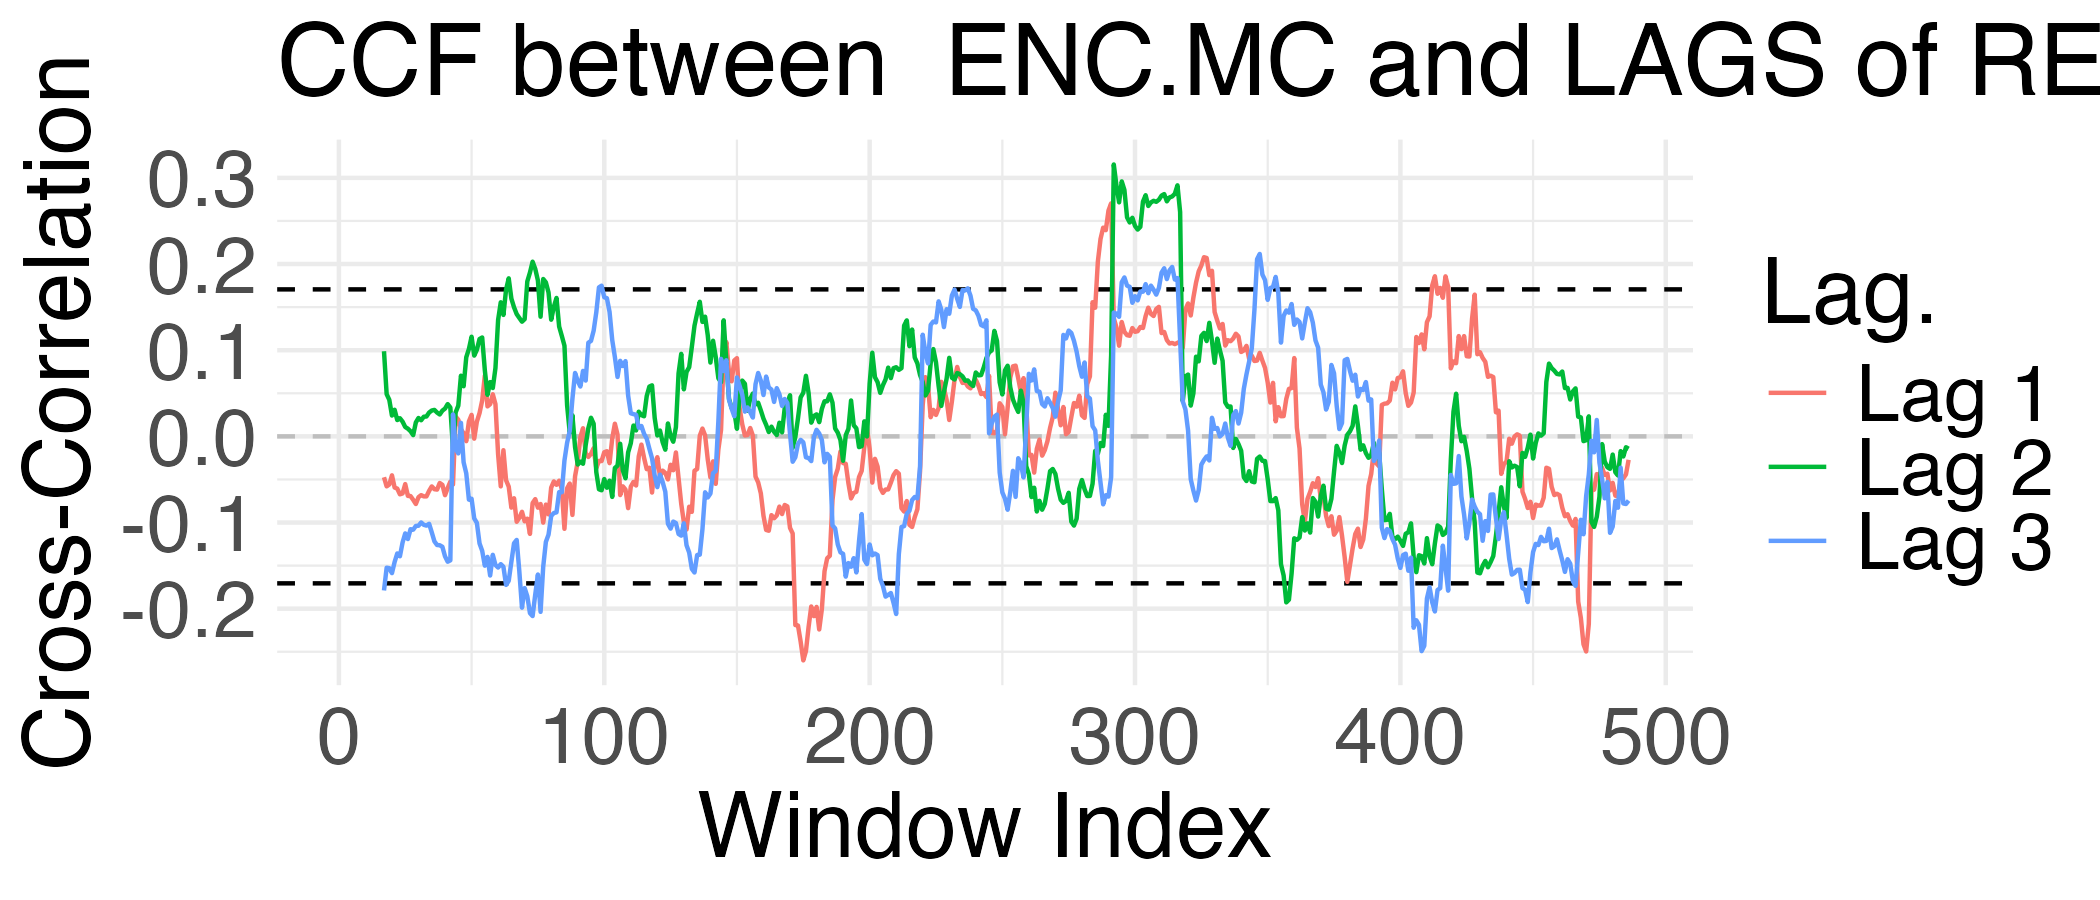 CCF between ENC.MC and LAGS of RE
Cross-Correlation
0.3
0.2
0.1
0.0
-0.1
-0.2
0 100 200 300 400 500
Window Index
Lag.
Lag 1
Lag 2
Lag 3